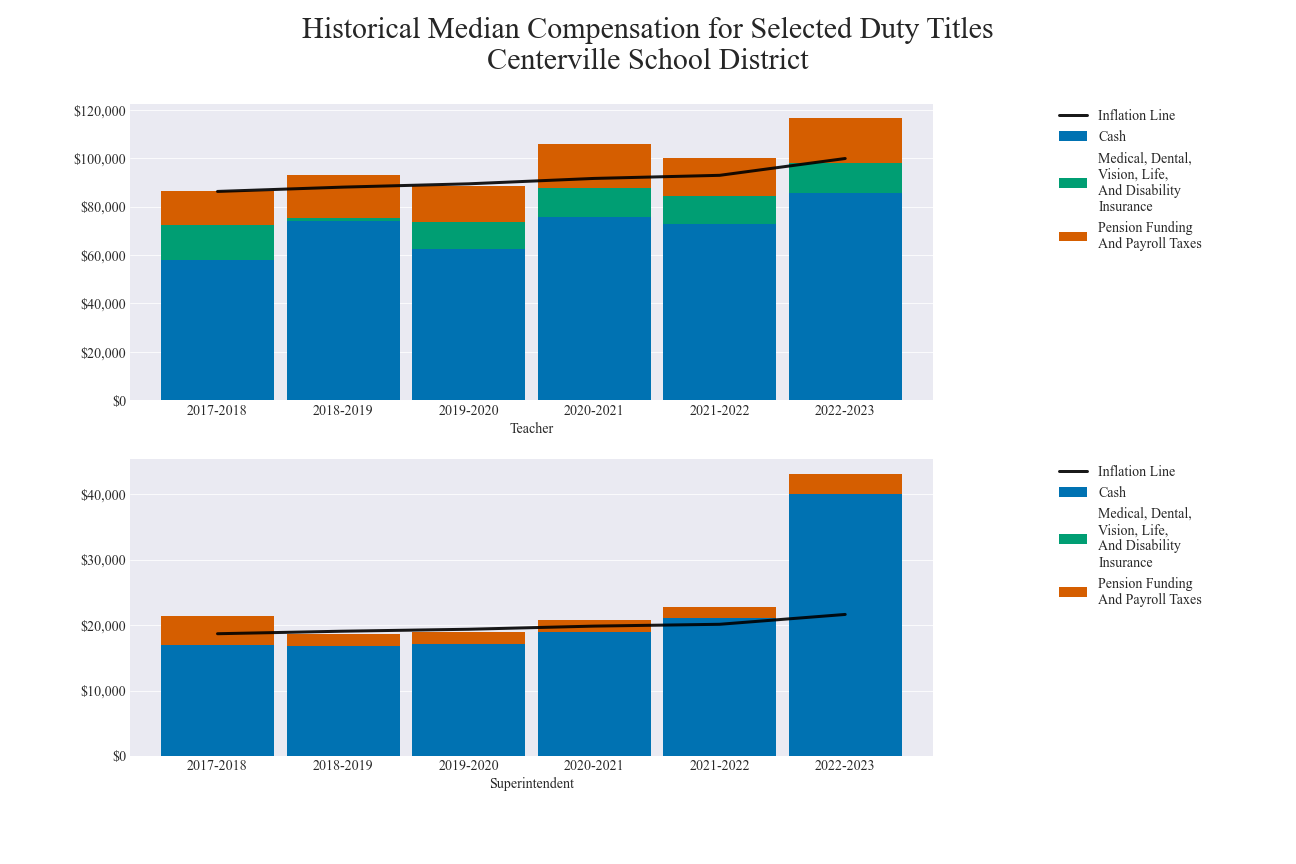 Historical Median Compensation for Selected Duty Titles
Centerville School District
$120,000
$100,000
$80,000
$60,000
$40,000
$20,000
$0
2017-2018 2018-2019 2019-2020 2020-2021 2021-2022 2022-2023
Teacher
Inflation Line
Cash
Medical, Dental,
Vision, Life,
And Disability
Insurance
Pension Funding
And Payroll Taxes
$40,000
$30,000
$20,000
$10,000
$0
2017-2018 2018-2019 2019-2020 2020-2021 2021-2022 2022-2023
Superintendent
Inflation Line
Cash
Medical, Dental,
Vision, Life,
And Disability
Insurance
Pension Funding
And Payroll Taxes